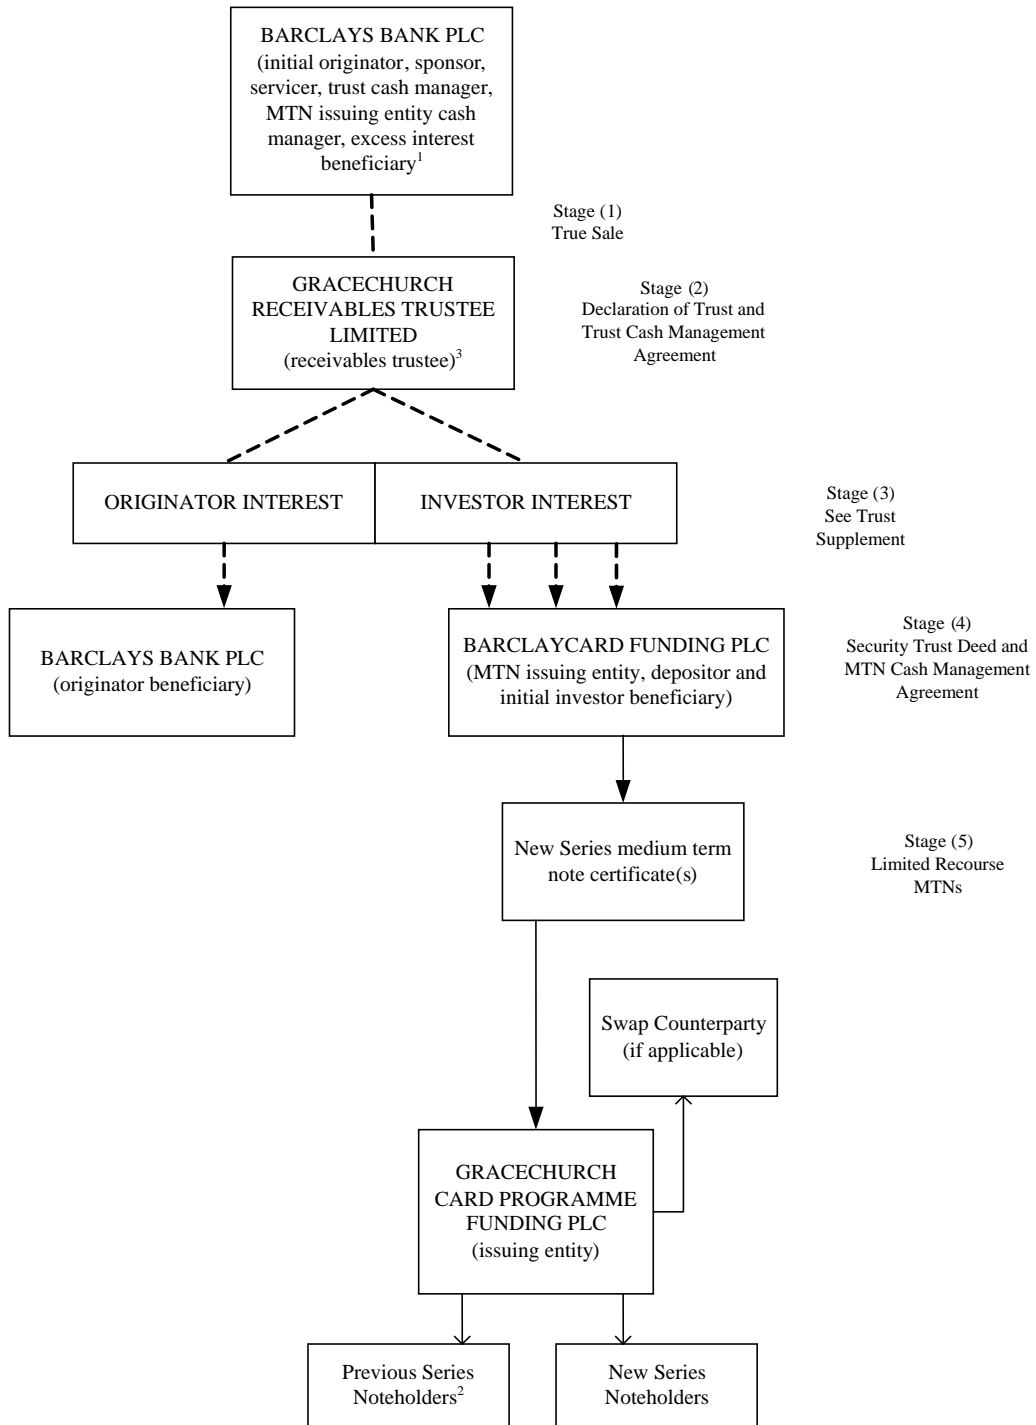 BARCLAYS BANK PLC
(initial originator, sponsor,
servicer, trust cash manager,
MTN issuing entity cash
manager, excess interest
beneficiary1
Stage (1)
True Sale
GRACECHURCH
RECEIVABLES TRUSTEE
LIMITED
(receivables trustee)3
Stage (2)
Declaration of Trust and
Trust Cash Management
Agreement
ORIGINATOR INTEREST
INVESTOR INTEREST
Stage (3)
See Trust
Supplement
BARCLAYS BANK PLC
(originator beneficiary)
BARCLAYCARD FUNDING PLC
(MTN issuing entity, depositor and
initial investor beneficiary)
Stage (4)
Security Trust Deed and
MTN Cash Management
Agreement
New Series medium term
note certificate(s)
Stage (5)
Limited Recourse
MTNs
Swap Counterparty
(if applicable)
GRACECHURCH
CARD PROGRAMME
FUNDING PLC
(issuing entity)
Previous Series
Noteholders2
New Series
Noteholders